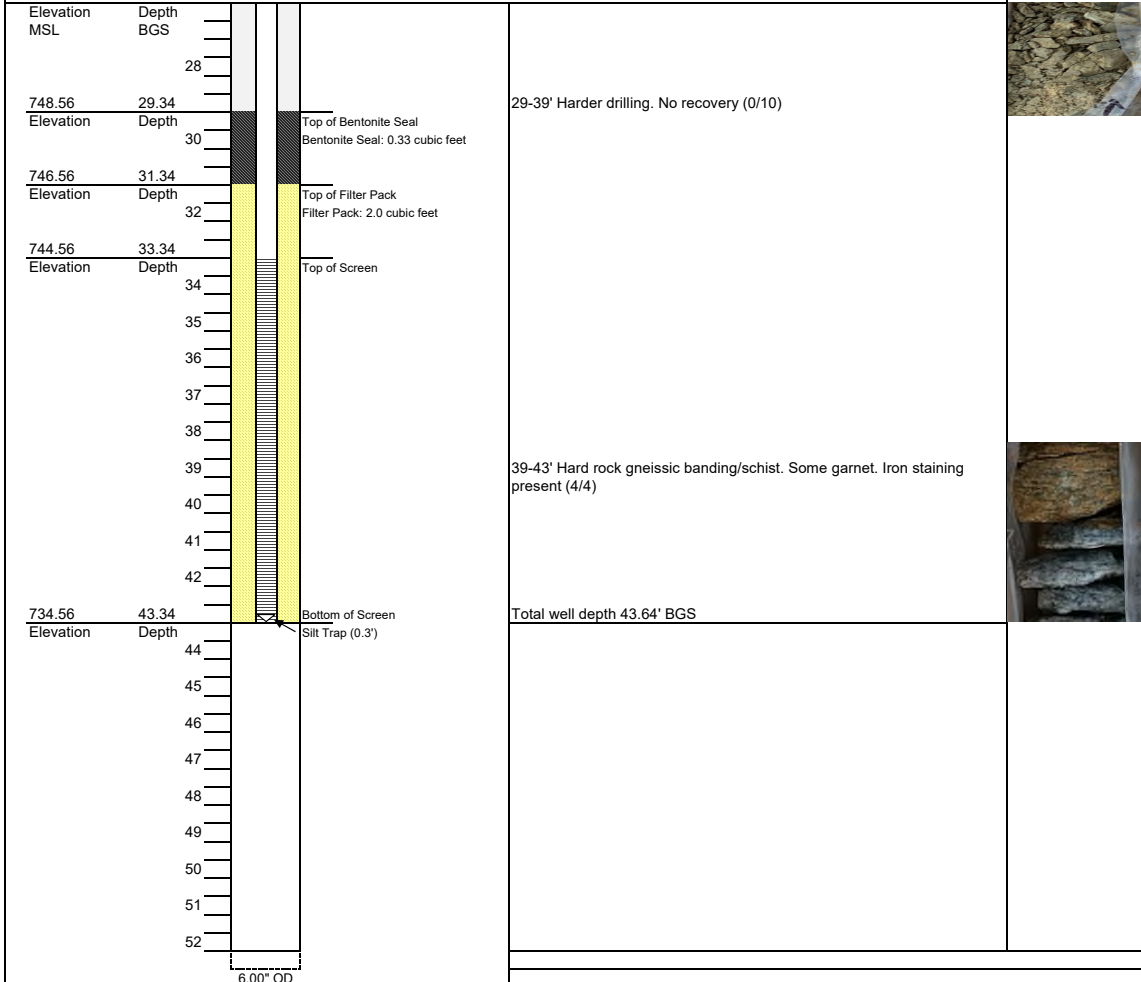 Elevation Depth
MSL BGS
28
748.56 29.34 29-39' Harder drilling. No recovery (0/10)
Elevation Depth Top of Bentonite Seal
30 Bentonite Seal: 0.33 cubic feet
746.56 31.34
Elevation Depth Top of Filter Pack
32 Filter Pack: 2.0 cubic feet
744.56 33.34
Elevation Depth Top of Screen
34
35
36
37
38
39 39-43' Hard rock gneissic banding/schist. Some garnet. Iron staining
present (4/4)
40
41
42
734.56 43.34 Bottom of Screen Total well depth 43.64' BGS
Elevation Depth Silt Trap (0.3')
44
45
46
47
48
49
50
51
52
6.00" OD